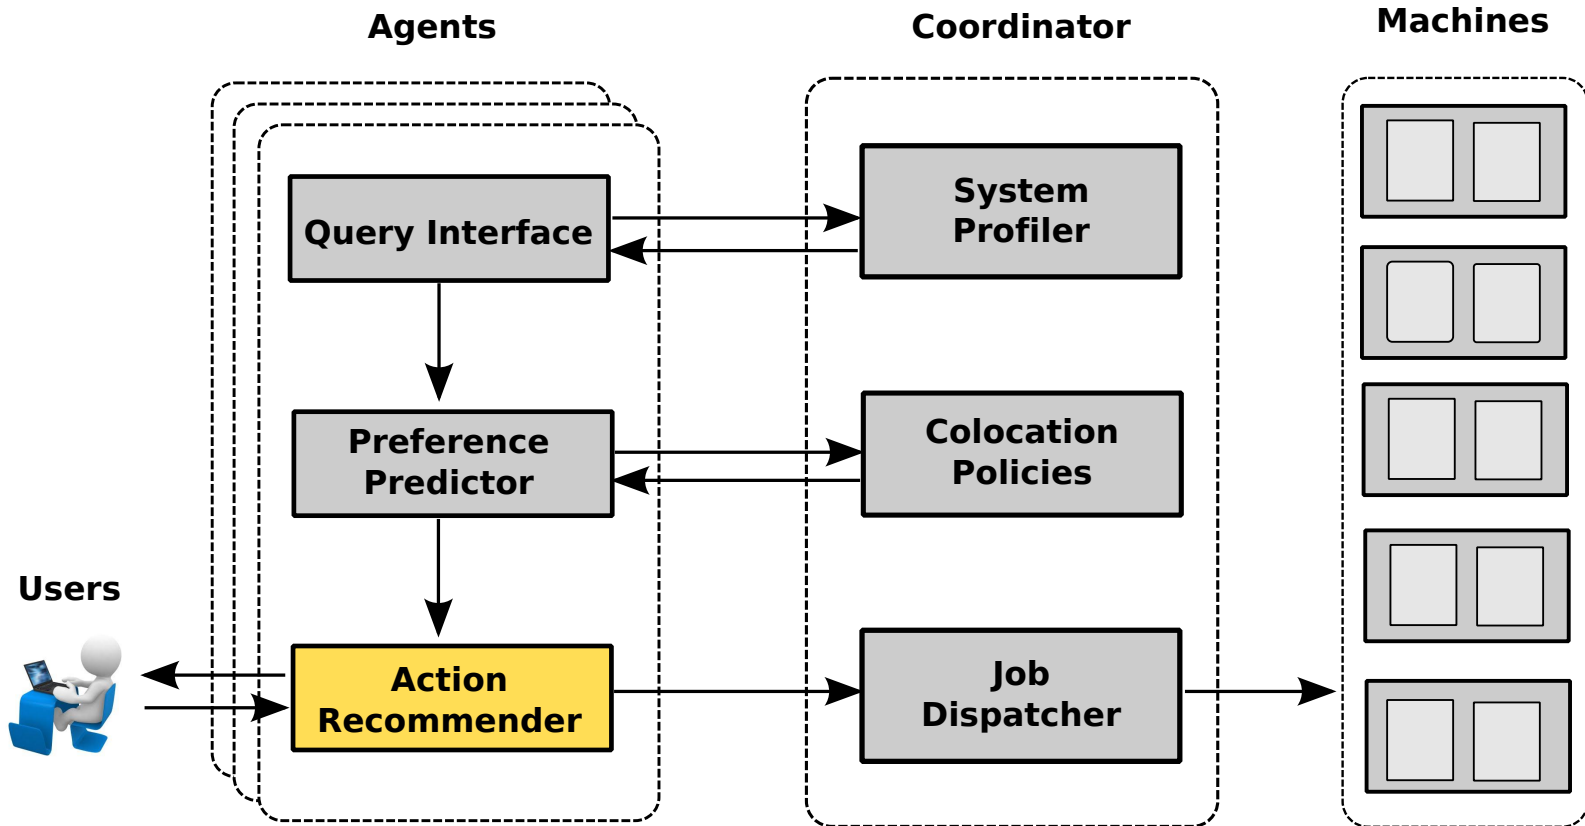 Agents
Coordinator
Machines
Query Interface
System
Profiler
Preference
Predictor
Colocation
Policies
Users
Action
Recommender
Job
Dispatcher